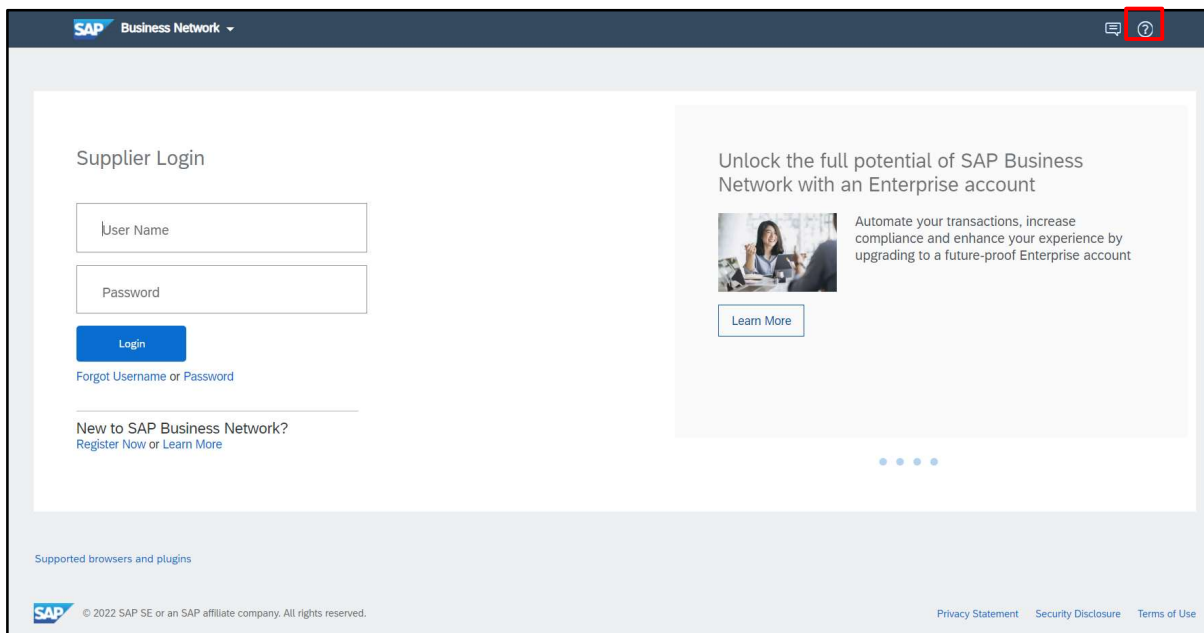 SAP Business Network
Supplier Login
User Name
Password
Login
Forgot Username or Password
New to SAP Business Network?
Register Now or Learn More
Unlock the full potential of SAP Business
Network with an Enterprise account
Automate your transactions, increase
compliance and enhance your experience by
upgrading to a future-proof Enterprise account
Learn More
Supported browsers and plugins
SAP © 2022 SAP SE or an SAP affiliate company. All rights reserved.
Privacy Statement Security Disclosure Terms of Use